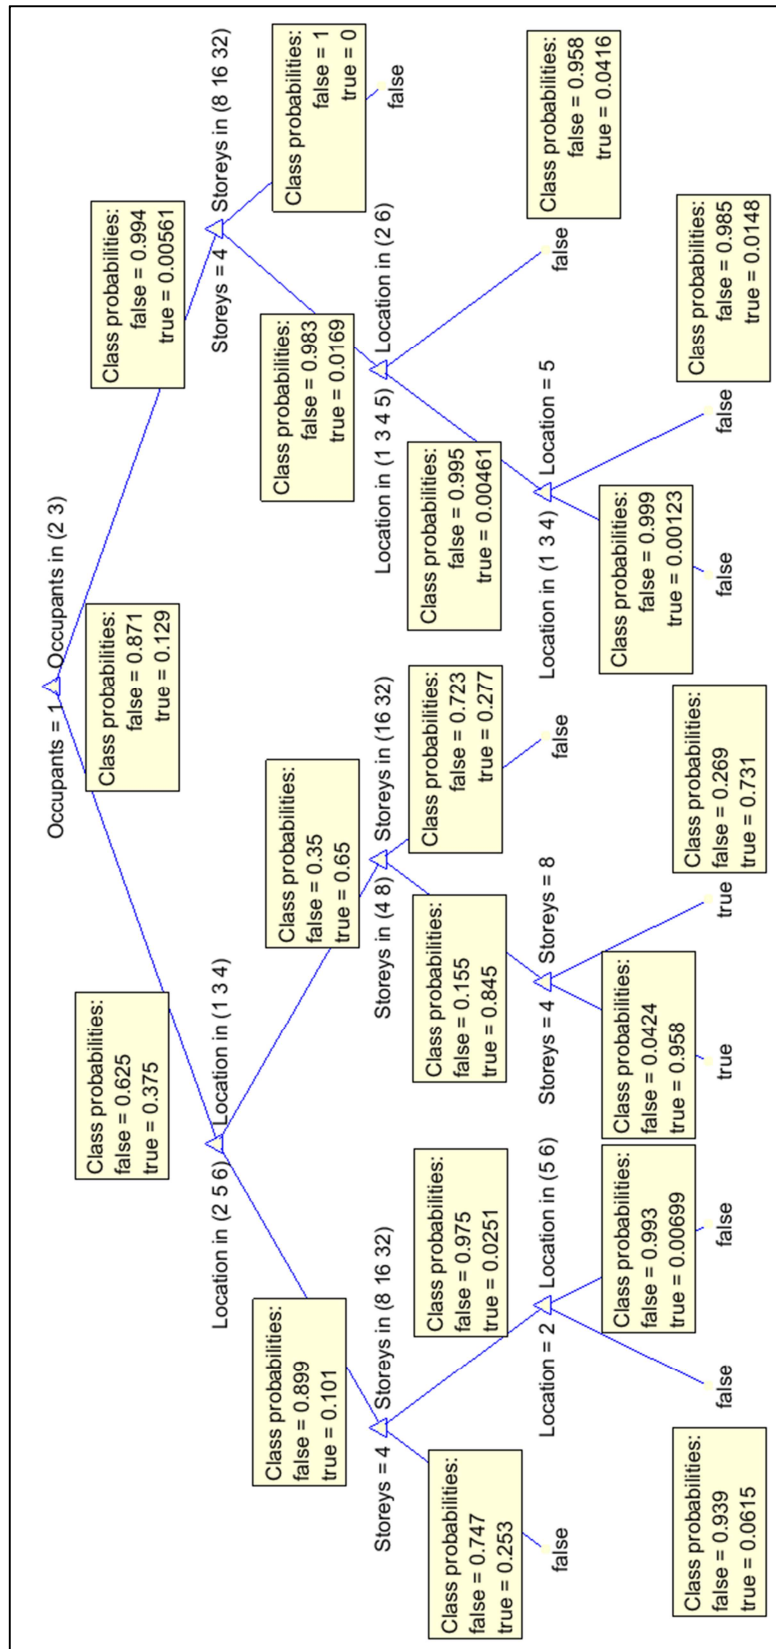 Occupants = 1
Occupants in (2 3)
Class probabilities:
false = 0.871
true = 0.129
Class probabilities:
false = 0.625
true = 0.375
Class probabilities:
false = 0.994
true = 0.00561
Location in (2 5 6)
Location in (1 3 4)
Storeys = 4
Storeys in (8 16 32)
Class probabilities:
false = 0.899
true = 0.101
Class probabilities:
false = 0.35
true = 0.65
Class probabilities:
false = 0.983
true = 0.0169
Class probabilities:
false = 1
true = 0
Storeys = 4
Storeys in (8 16 32)
Storeys in (4 8)
Storeys in (16 32)
Location in (1 3 4 5)
Location in (2 6)
false
Class probabilities:
false = 0.747
true = 0.253
Class probabilities:
false = 0.975
true = 0.0251
Class probabilities:
false = 0.155
true = 0.845
Class probabilities:
false = 0.723
true = 0.277
Class probabilities:
false = 0.995
true = 0.00461
Class probabilities:
false = 0.958
true = 0.0416
false
Location = 2
Location in (5 6)
Storeys = 4
Storeys = 8
false
Location in (1 3 4)
Location = 5
false
Class probabilities:
false = 0.939
true = 0.0615
Class probabilities:
false = 0.993
true = 0.00699
Class probabilities:
false = 0.0424
true = 0.958
Class probabilities:
false = 0.269
true = 0.731
Class probabilities:
false = 0.999
true = 0.00123
Class probabilities:
false = 0.985
true = 0.0148
false
false
true
true
false
false